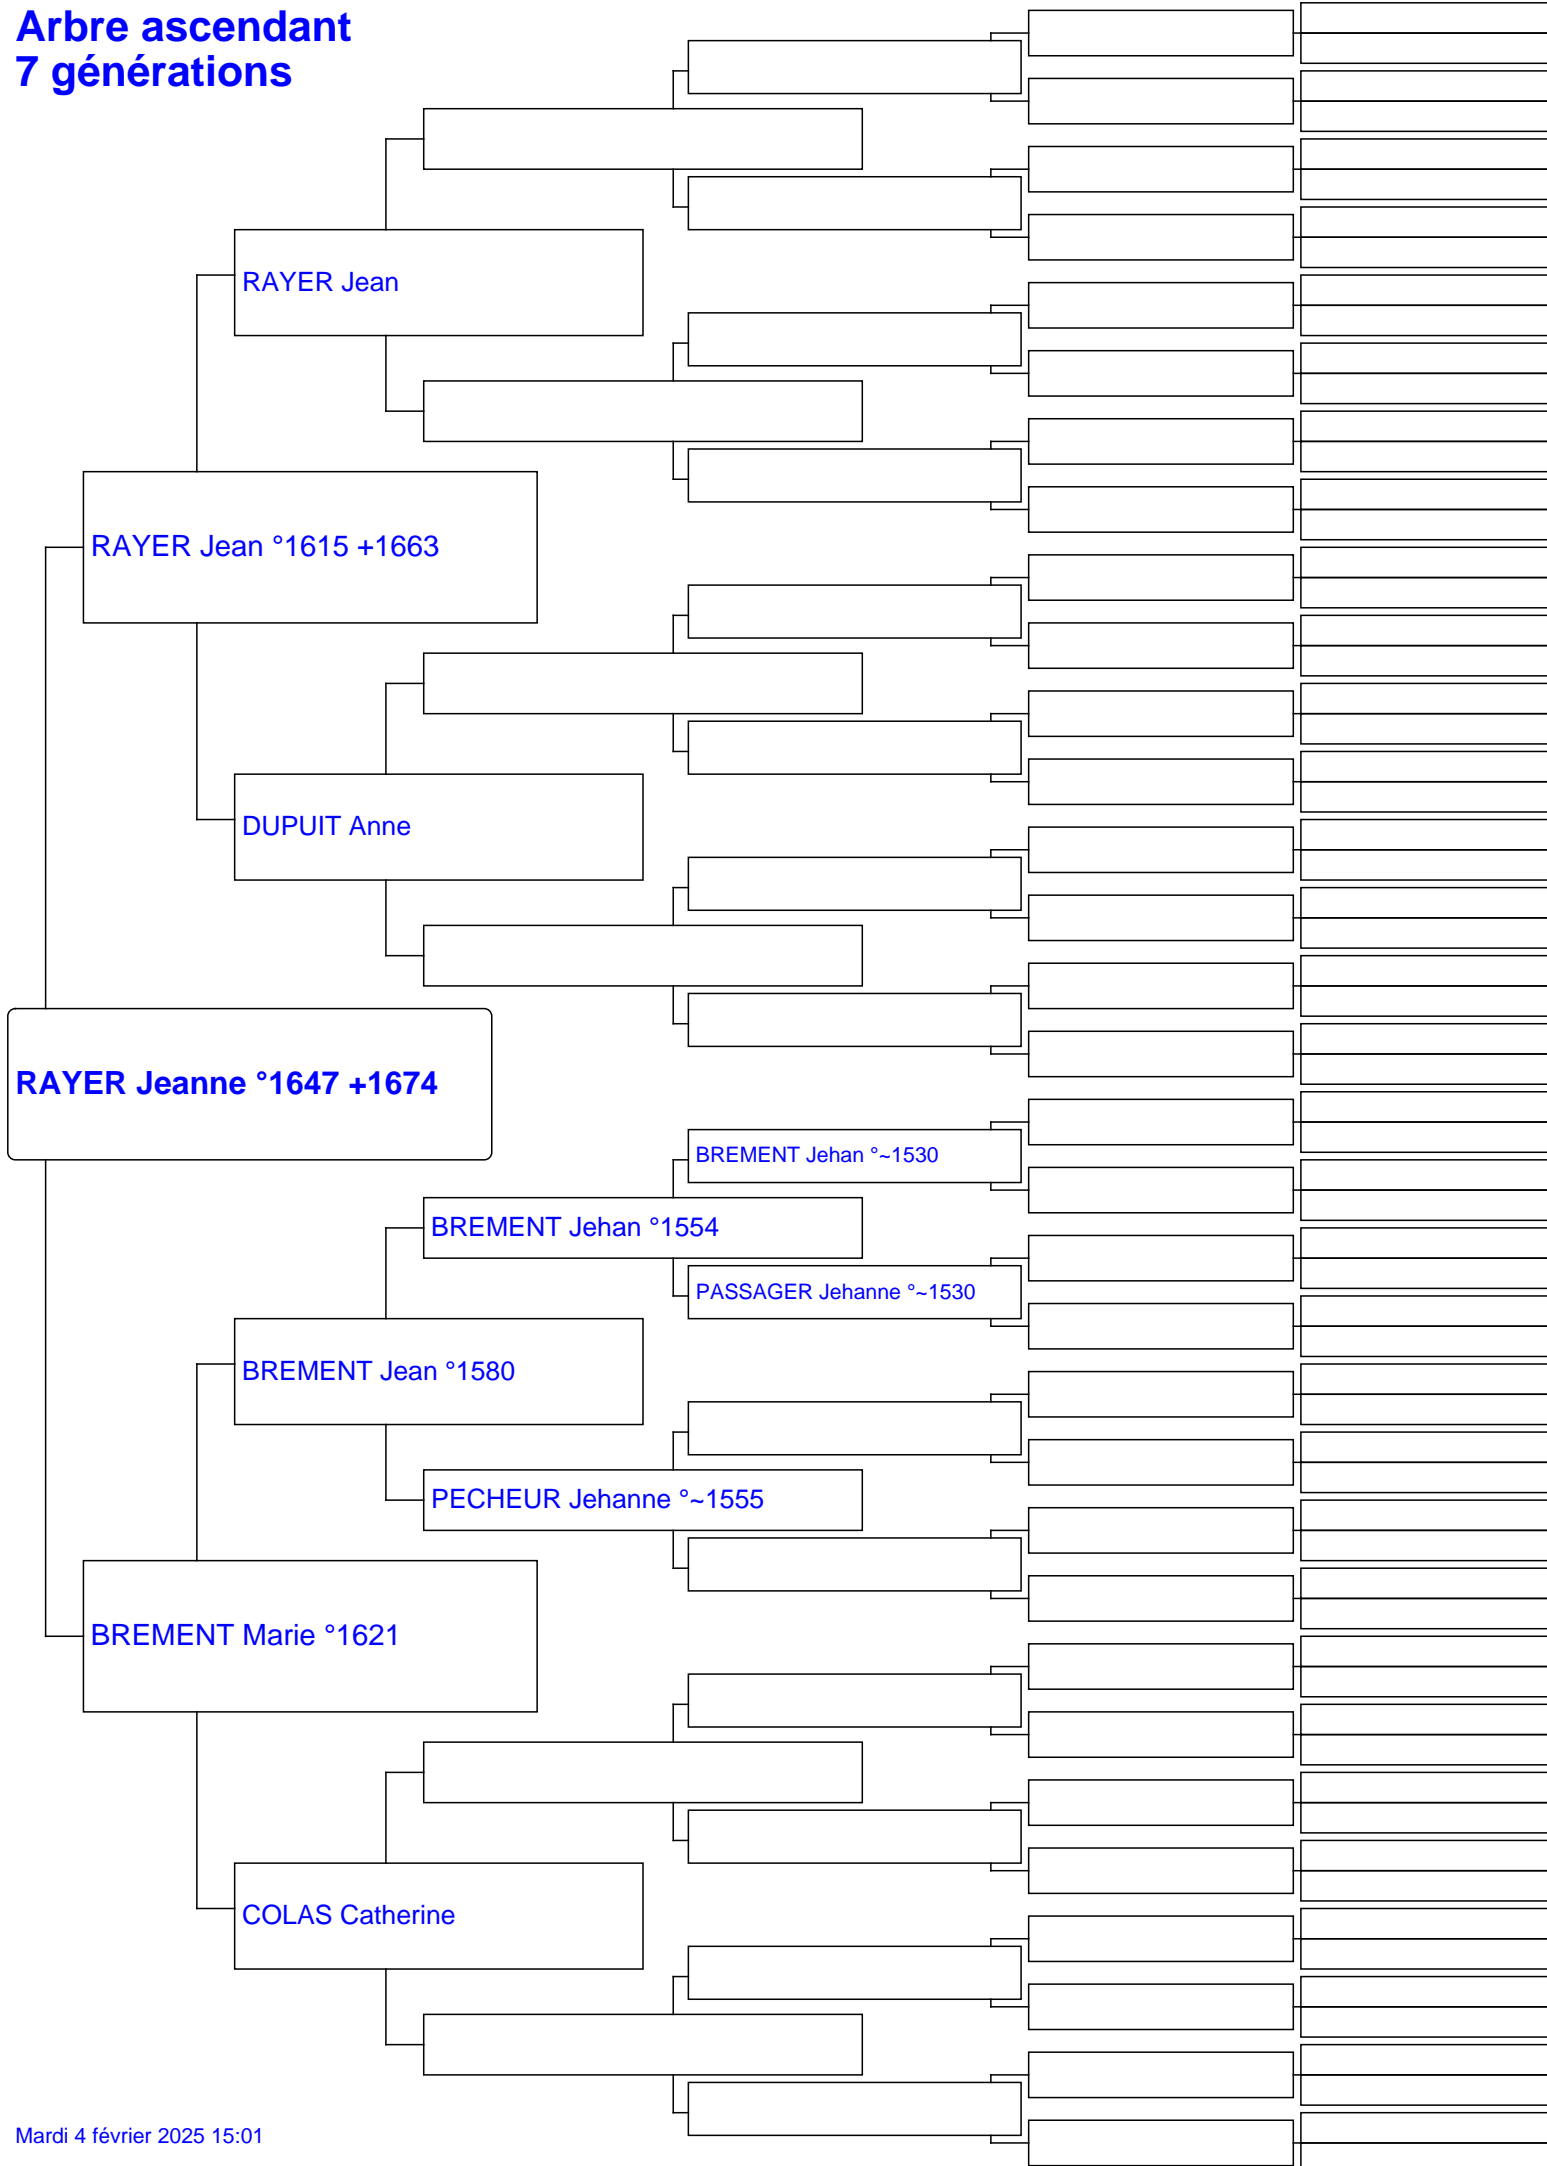 Arbre ascendant
7 générations
RAYER Jean
RAYER Jean °1615 +1663
DUPUIT Anne
RAYER Jeanne °1647 +1674
BREMENT Jehan °~1530
BREMENT Jehan °1554
PASSAGER Jehanne °~1530
BREMENT Jean °1580
PECHEUR Jehanne °~1555
BREMENT Marie °1621
COLAS Catherine
Mardi 4 février 2025 15:01